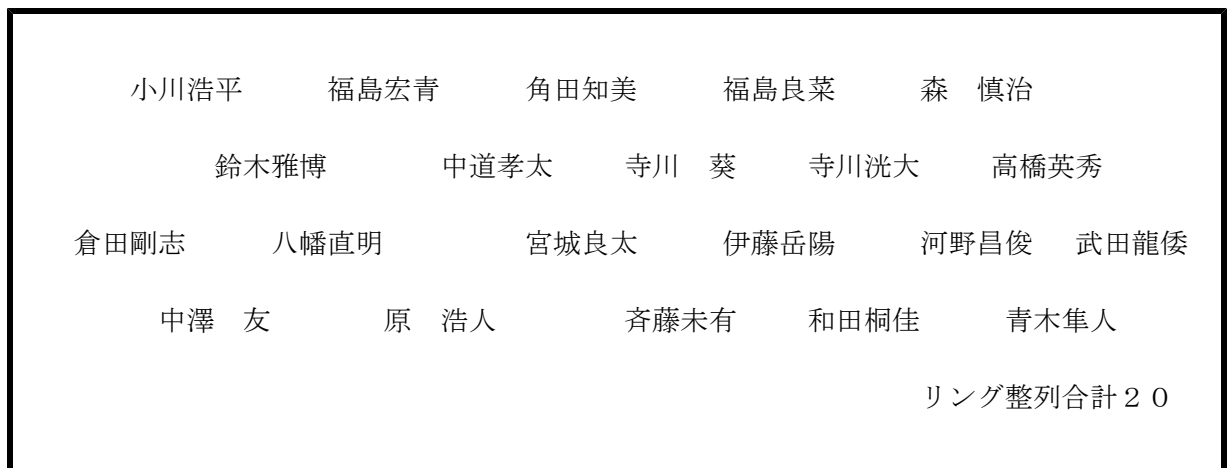 小川浩平　福島宏青　角田知美　福島良菜　森　慎治
鈴木雅博　中道孝太　寺川　葵　寺川洸大　高橋英秀
倉田剛志　八幡直明　宮城良太　伊藤岳陽　河野昌俊　武田龍倭
中澤　友　原　浩人　斉藤未有　和田桐佳　青木隼人
リング整列合計２０